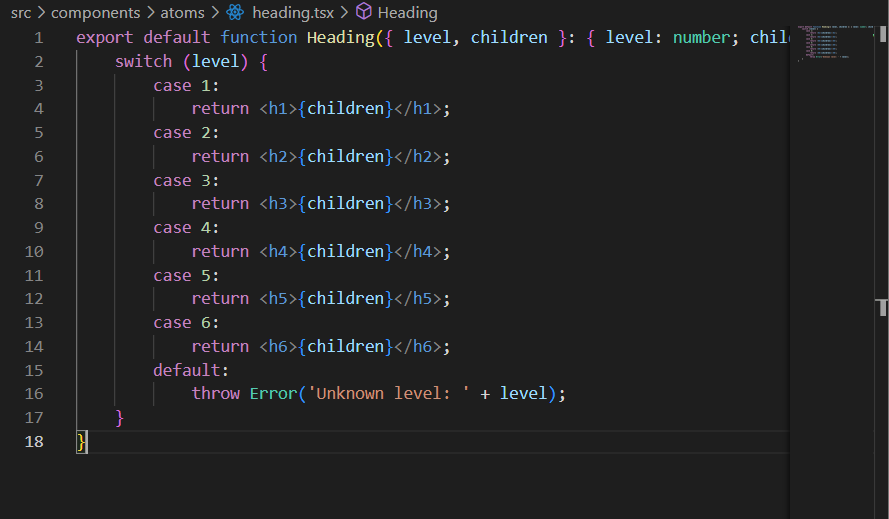 src > components > atoms > heading.tsx > Heading
1 export default function Heading({ level, children }: { level: number; chil
2 switch (level) {
3 case 1:
4 return <h1>{children}</h1>;
5 case 2:
6 return <h2>{children}</h2>;
7 case 3:
8 return <h3>{children}</h3>;
9 case 4:
10 return <h4>{children}</h4>;
11 case 5:
12 return <h5>{children}</h5>;
13 case 6:
14 return <h6>{children}</h6>;
15 default:
16 throw Error('Unknown level: ' + level);
17 }
18 }